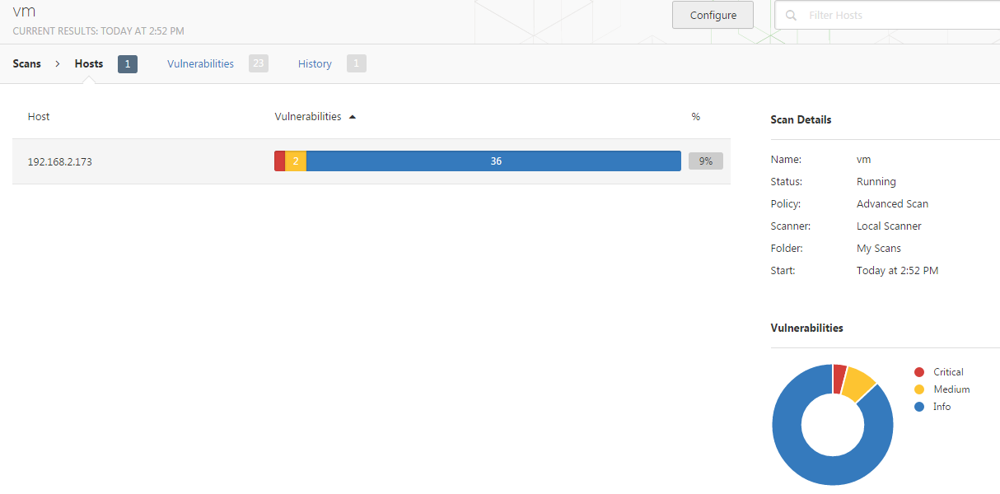 vm
CURRENT RESULTS: TODAY AT 2:52 PM
Configure
Filter Hosts
Scans > Hosts 1 Vulnerabilities 23 History 1
Host Vulnerabilities %
192.168.2.173 2 36 9%
Scan Details
Name: vm
Status: Running
Policy: Advanced Scan
Scanner: Local Scanner
Folder: My Scans
Start: Today at 2:52 PM
Vulnerabilities
Critical
Medium
Info